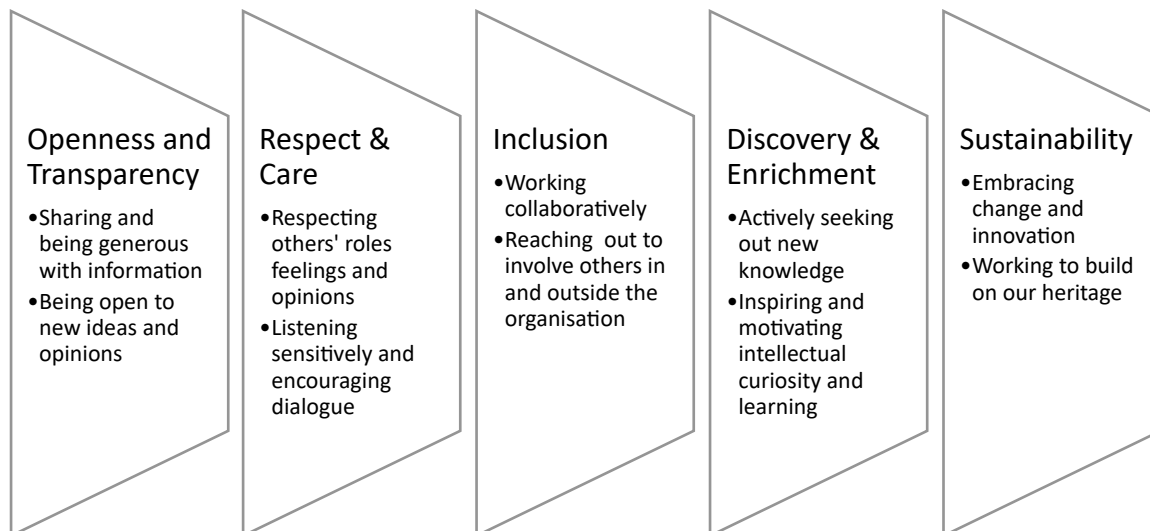 Openness and
Transparency
•Sharing and
being generous
with information
•Being open to
new ideas and
opinions
Respect &
Care
•Respecting
others' roles
feelings and
opinions
•Listening
sensitively and
encouraging
dialogue
Inclusion
•Working
collaboratively
•Reaching  out to
involve others in
and outside the
organisation
Discovery &
Enrichment
•Actively seeking
out new
knowledge
•Inspiring and
motivating
intellectual
curiosity and
learning
Sustainability
•Embracing
change and
innovation
•Working to build
on our heritage